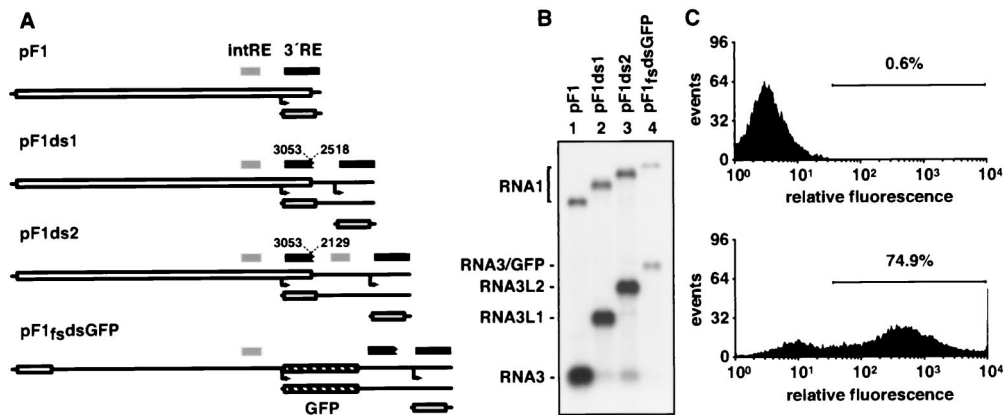 A
pF1
intRE 3´RE
pF1ds1
3053 2518
pF1ds2
3053 2129
pF1fsdsGFP
GFP
B
pF1
pF1ds1
pF1ds2
pF1fsdsGFP
1 2 3 4
RNA1
RNA3/GFP -
RNA3L2 -
RNA3L1 -
RNA3 -
C
96
64
32
0
events
0.6%
10⁰ 10¹ 10² 10³ 10⁴
relative fluorescence
96
64
32
0
events
74.9%
10⁰ 10¹ 10² 10³ 10⁴
relative fluorescence